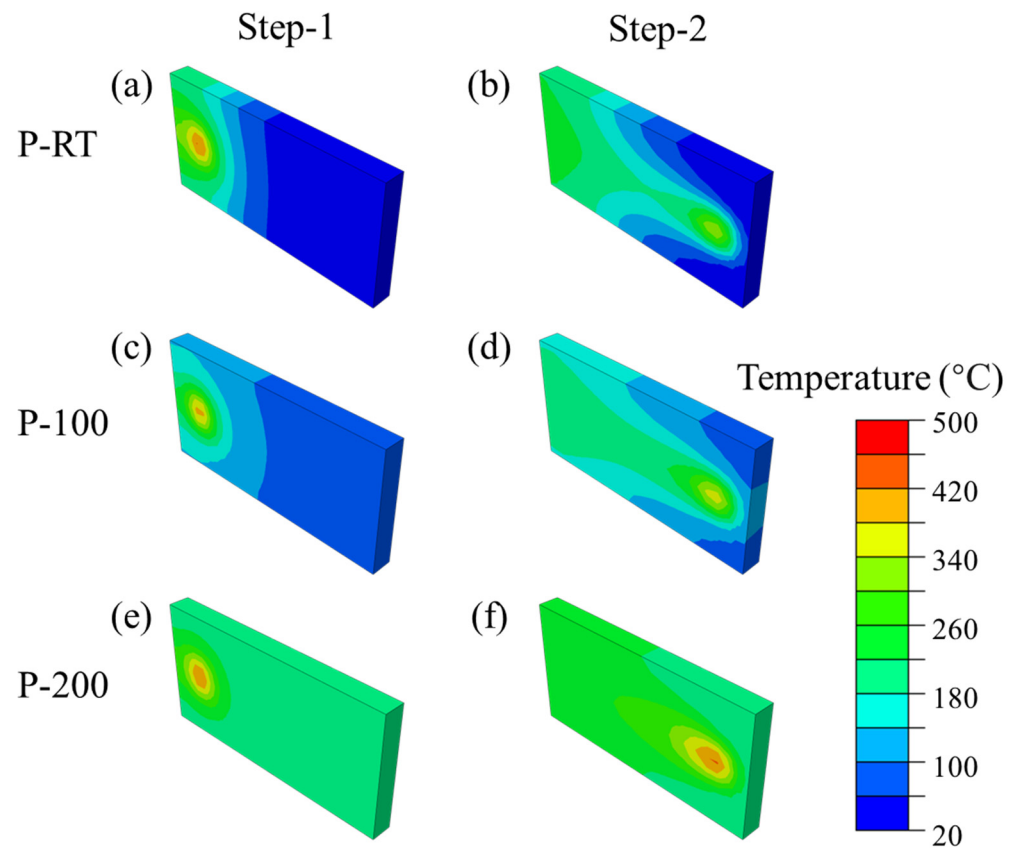 Step-1
Step-2
(a)
(b)
P-RT
(c)
(d)
P-100
Temperature (°C)
500
420
340
260
180
100
20
(e)
(f)
P-200